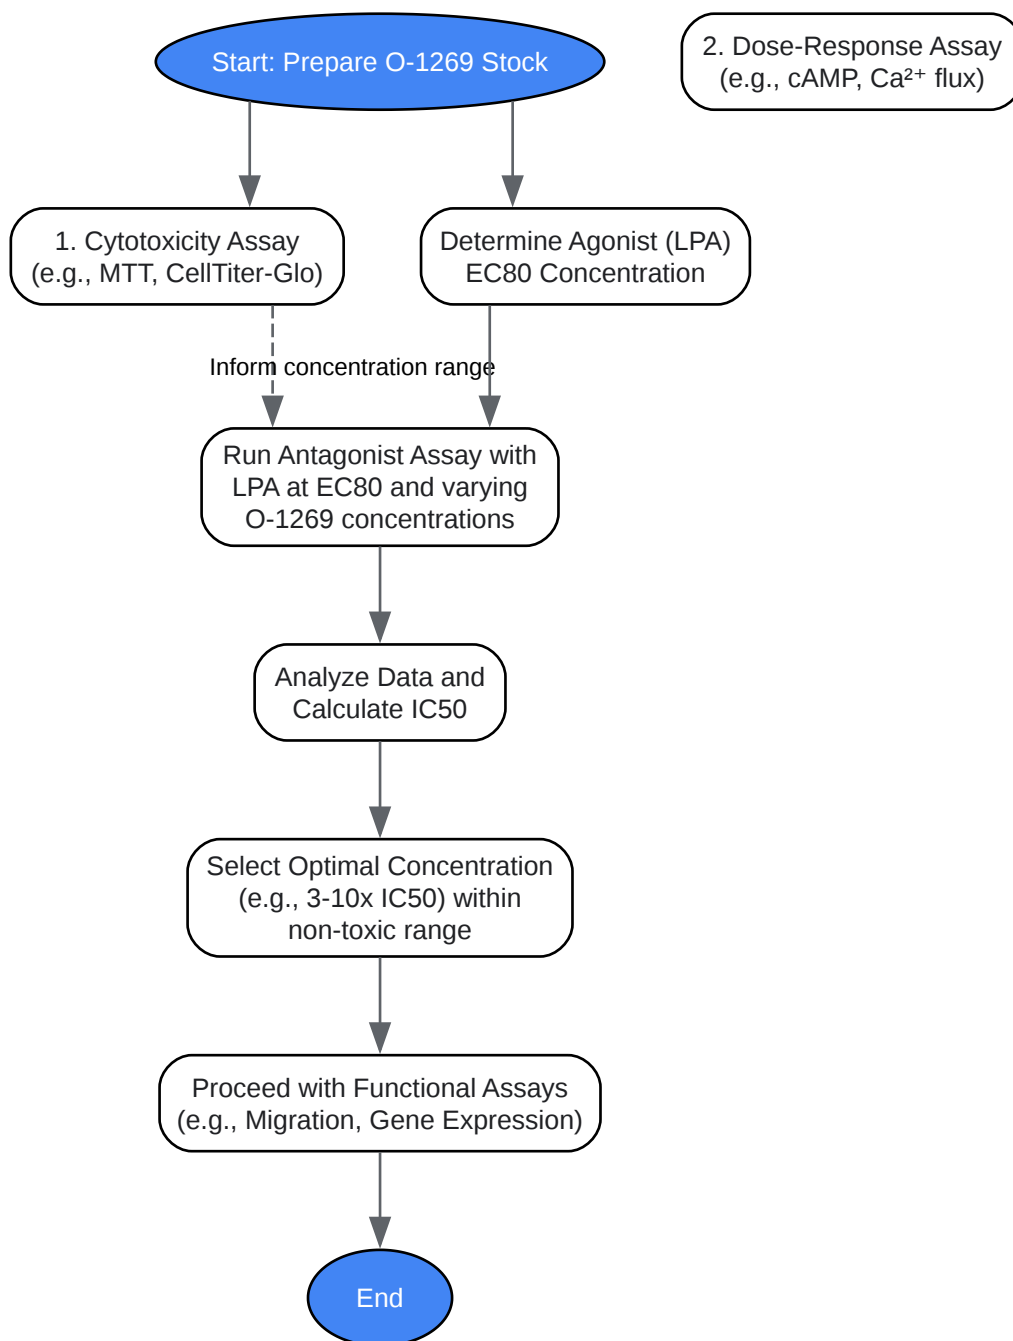 Start: Prepare O-1269 Stock
2. Dose-Response Assay
(e.g., cAMP, Ca²⁺ flux)
1. Cytotoxicity Assay
(e.g., MTT, CellTiter-Glo)
Determine Agonist (LPA)
EC80 Concentration
Inform concentration range
Run Antagonist Assay with
LPA at EC80 and varying
O-1269 concentrations
Analyze Data and
Calculate IC50
Select Optimal Concentration
(e.g., 3-10x IC50) within
non-toxic range
Proceed with Functional Assays
(e.g., Migration, Gene Expression)
End